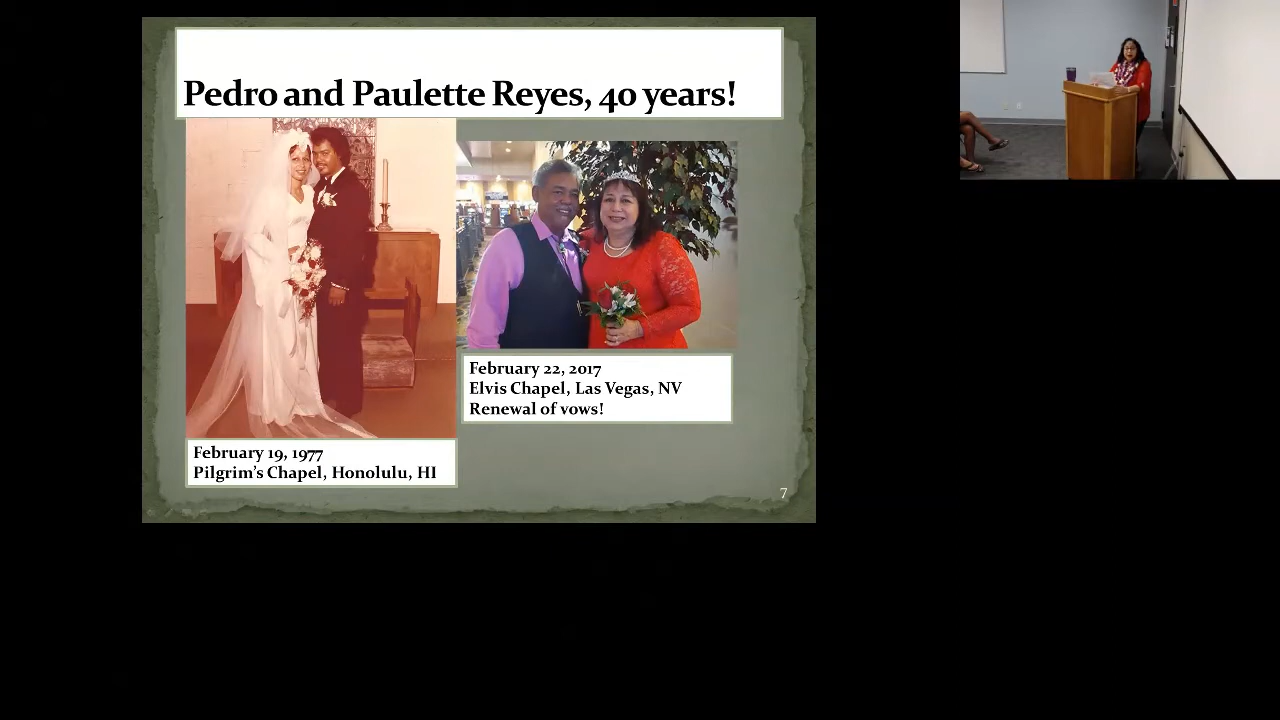 Pedro and Paulette Reyes, 40 years!
February 22, 2017
Elvis Chapel, Las Vegas, NV
Renewal of vows!
February 19, 1977
Pilgrim's Chapel, Honolulu, HI
7